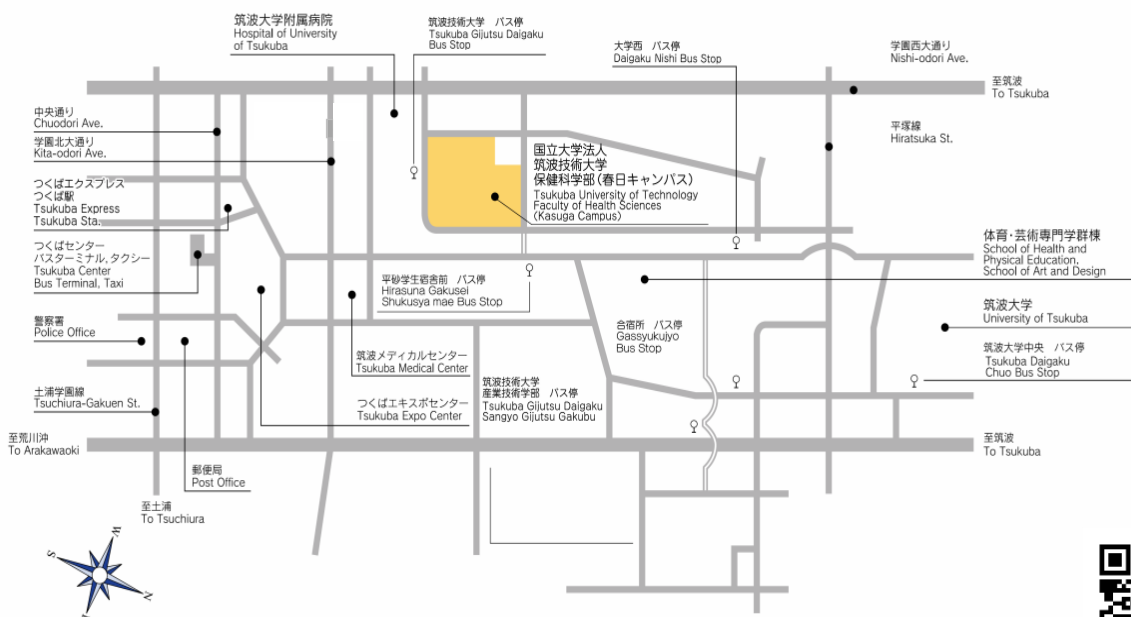 筑波大学附属病院
Hospital of University
of Tsukuba
筑波技術大学 バス停
Tsukuba Gijutsu Daigaku
Bus Stop
大学西 バス停
Daigaku Nishi Bus Stop
学園西大通り
Nishi-odori Ave.
至筑波
To Tsukuba
中央通り
Chuodori Ave.
学園北大通り
Kita-odori Ave.
平塚線
Hiratsuka St.
国立大学法人
筑波技術大学
保健科学部(春日キャンパス)
Tsukuba University of Technology
Faculty of Health Sciences
(Kasuga Campus)
つくばエクスプレス
つくば駅
Tsukuba Express
Tsukuba Sta.
つくばセンター
バスターミナル,タクシー
Tsukuba Center
Bus Terminal, Taxi
体育・芸術専門学群棟
School of Health and
Physical Education.
School of Art and Design
平砂学生宿舎前 バス停
Hirasuna Gakusei
Shukusya mae Bus Stop
筑波大学
University of Tsukuba
警察署
Police Office
合宿所 バス停
Gassyukujyo
Bus Stop
筑波大学中央 バス停
Tsukuba Daigaku
Chuo Bus Stop
筑波メディカルセンター
Tsukuba Medical Center
筑波技術大学
産業技術学部 バス停
Tsukuba Gijutsu Daigaku
Sangyo Gijutsu Gakubu
土浦学園線
Tsuchiura-Gakuen St.
つくばエキスポセンター
Tsukuba Expo Center
至荒川沖
To Arakawaoki
至筑波
To Tsukuba
郵便局
Post Office
至土浦
To Tsuchiura
W
S
N